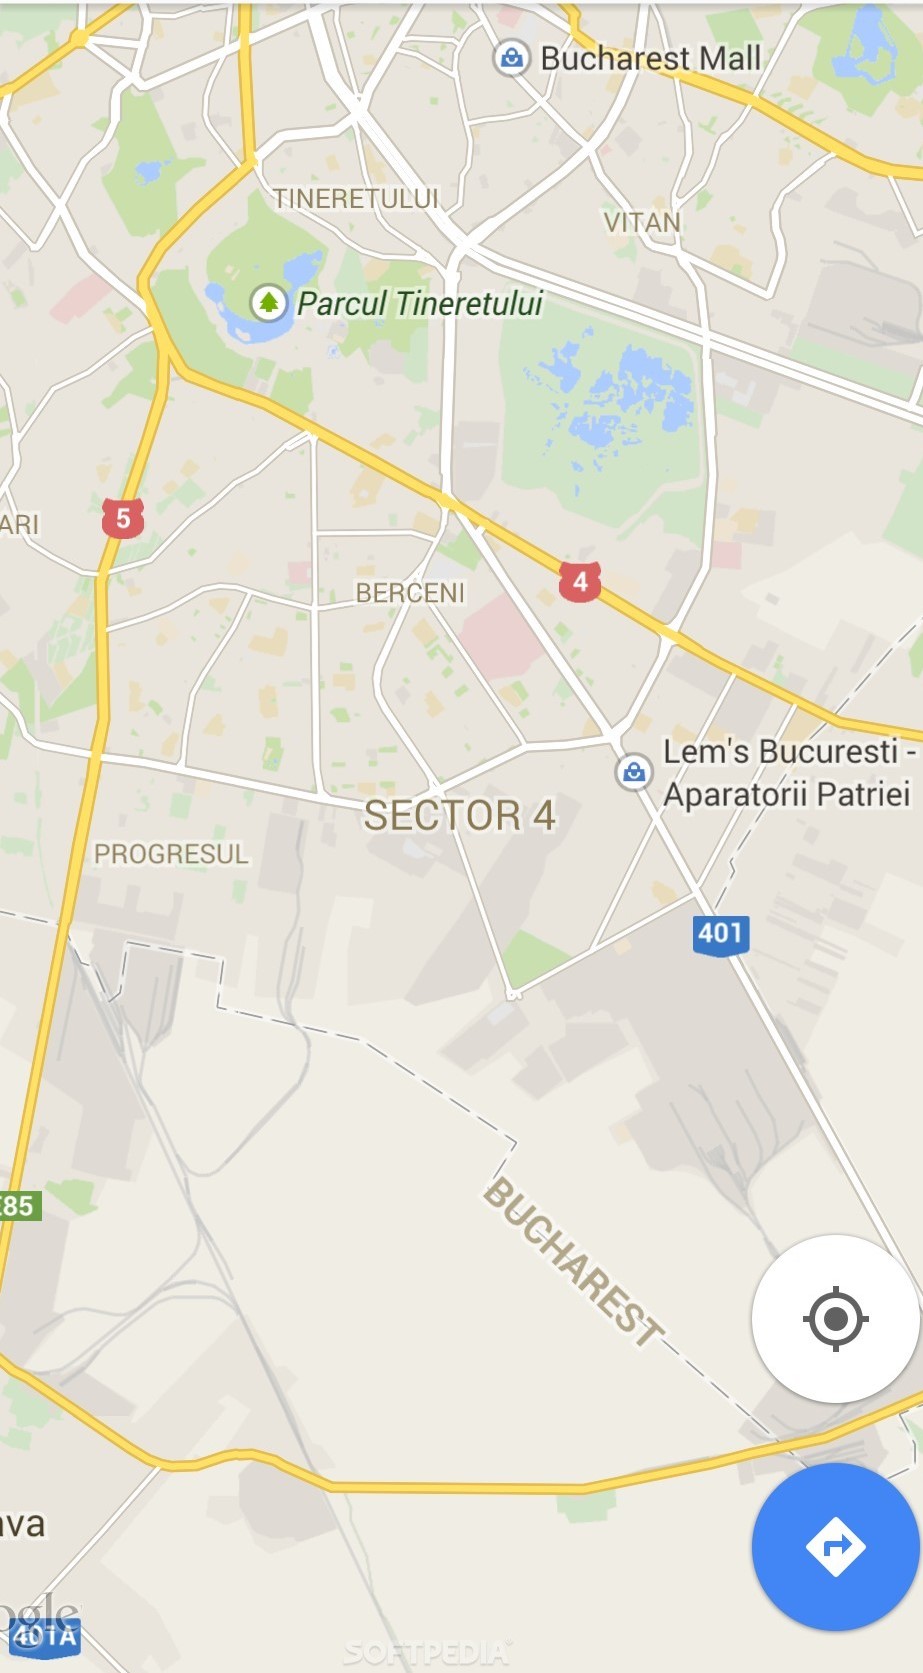 Bucharest Mall
TINERETULUI
VITAN
Parcul Tineretului
5
ARI
4
BERCENI
Lem's Bucuresti -
Aparatorii Patriei
SECTOR 4
PROGRESUL
401
E85
BUCHAREST
ava
ogle
401A
SOFTPEDIA